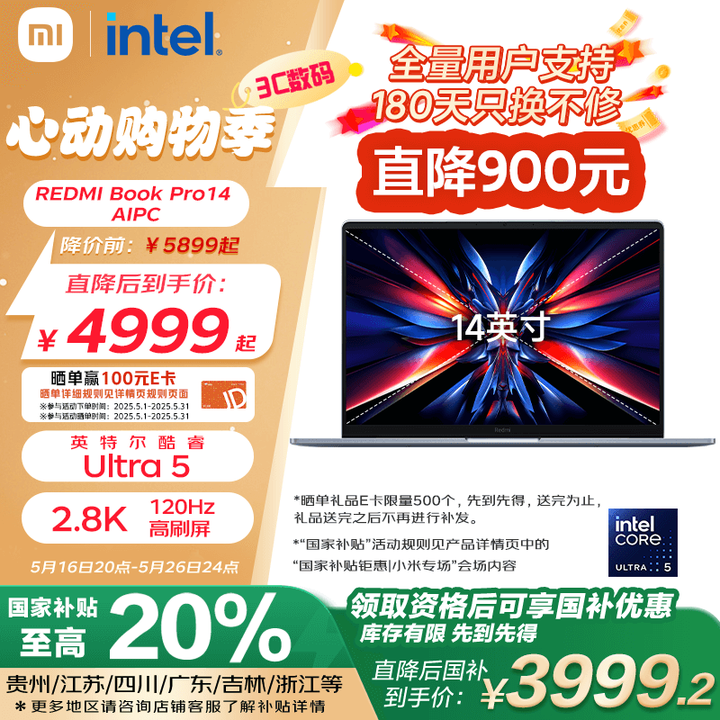 mi
intel.
3C数码
心动购物季
REDMI Book Pro14
AIPC
降价前：￥5899起
直降后到手价：
￥4999起
晒单赢100元E卡
晒单详细规则见详情页规则页面
※参与活动下单时间：2025.5.1-2025.5.31
※参与活动晒单时间：2025.5.1-2025.5.31
英特尔酷睿
Ultra 5
2.8K
120Hz
高刷屏
5月16日20点-5月26日24点
全量用户支持
180天只换不修
直降900元
14英寸
Redmi
*晒单礼品E卡限量500个，先到先得，送完为止，
礼品送完之后不再进行补发。
*“国家补贴”活动规则见产品详情页中的
“国家补贴钜惠|小米专场”会场内容
intel
CORE
ULTRA 5
国家补贴
至高
20%
贵州/江苏/四川/广东/吉林/浙江等
*更多地区请咨询店铺客服了解补贴详情
领取资格后可享国补优惠
库存有限 先到先得
直降后国补
到手价：
¥3999.2